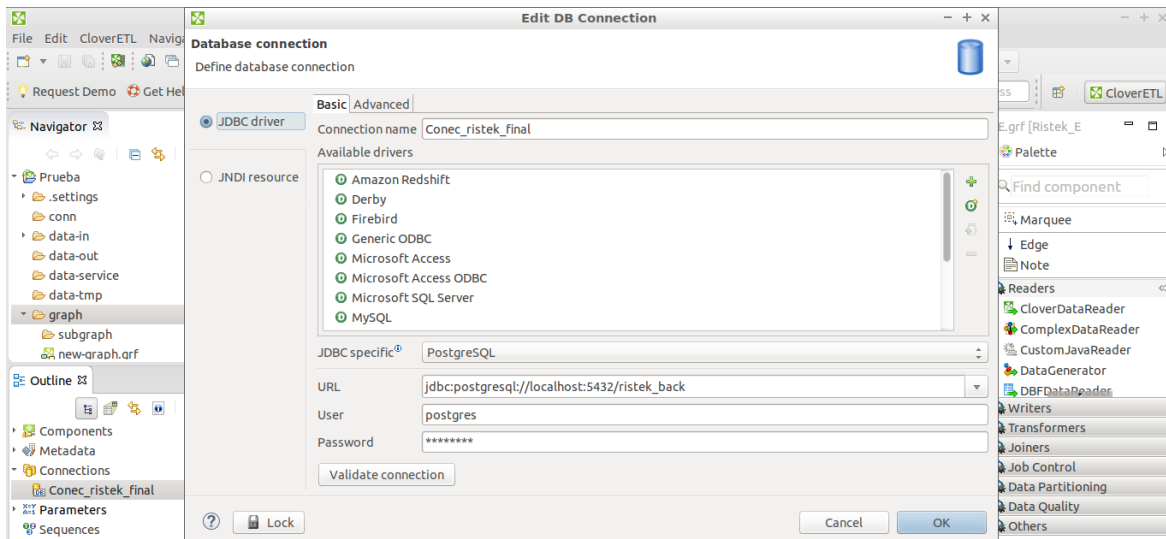 Edit DB Connection
File Edit CloverETL Naviga
Request Demo Get Hel
Navigator
Prueba
.settings
conn
data-in
data-out
data-service
data-tmp
graph
subgraph
new-graph.grf
Outline
Components
Metadata
Connections
Conec_ristek_final
Parameters
Sequences
Database connection
Define database connection
JDBC driver
JNDI resource
Basic Advanced
Connection name Conec_ristek_final
Available drivers
Amazon Redshift
Derby
Firebird
Generic ODBC
Microsoft Access
Microsoft Access ODBC
Microsoft SQL Server
MySQL
JDBC specific PostgreSQL
URL jdbc:postgresql://localhost:5432/ristek_back
User postgres
Password ********
Validate connection
Lock
Cancel OK
ss
CloverETL
E.grf [Ristek_E
Palette
Find component
Marquee
Edge
Note
Readers
CloverDataReader
ComplexDataReader
CustomJavaReader
DataGenerator
DBFDataReader
Writers
Transformers
Joiners
Job Control
Data Partitioning
Data Quality
Others